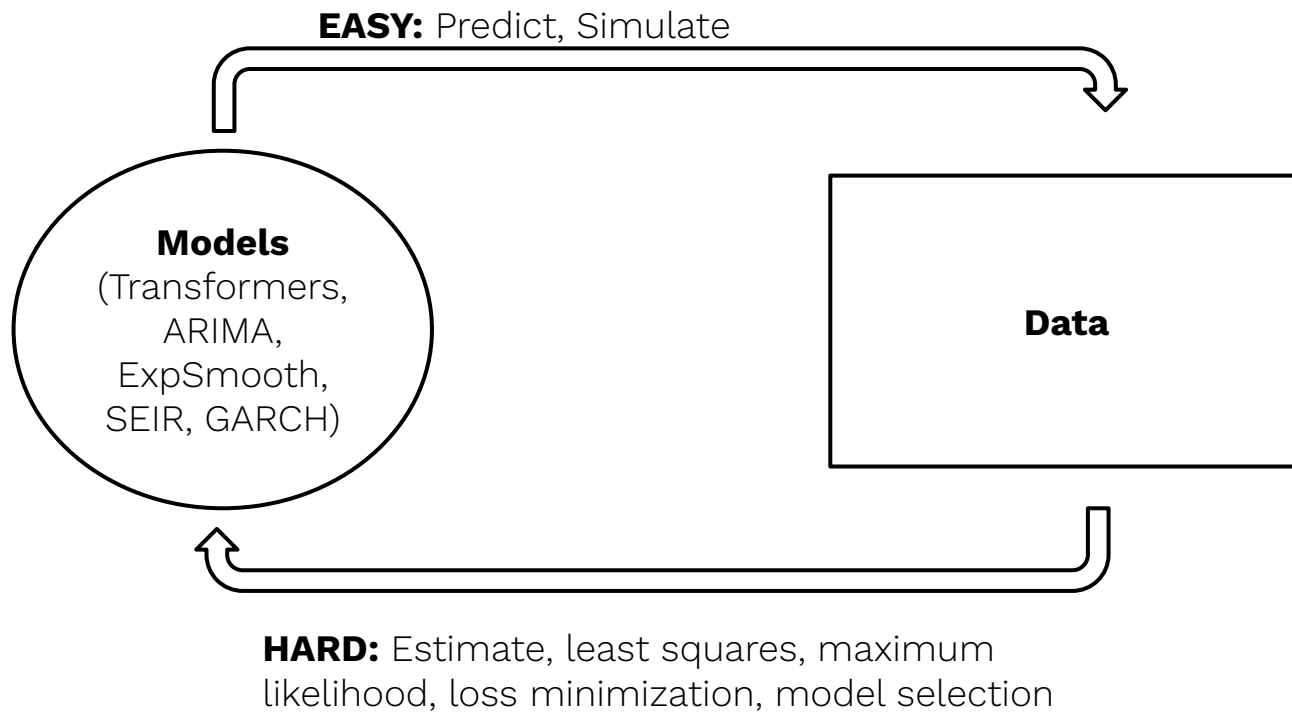 EASY: Predict, Simulate
Models
(Transformers,
ARIMA,
ExpSmooth,
SEIR, GARCH)
Data
HARD: Estimate, least squares, maximum
likelihood, loss minimization, model selection